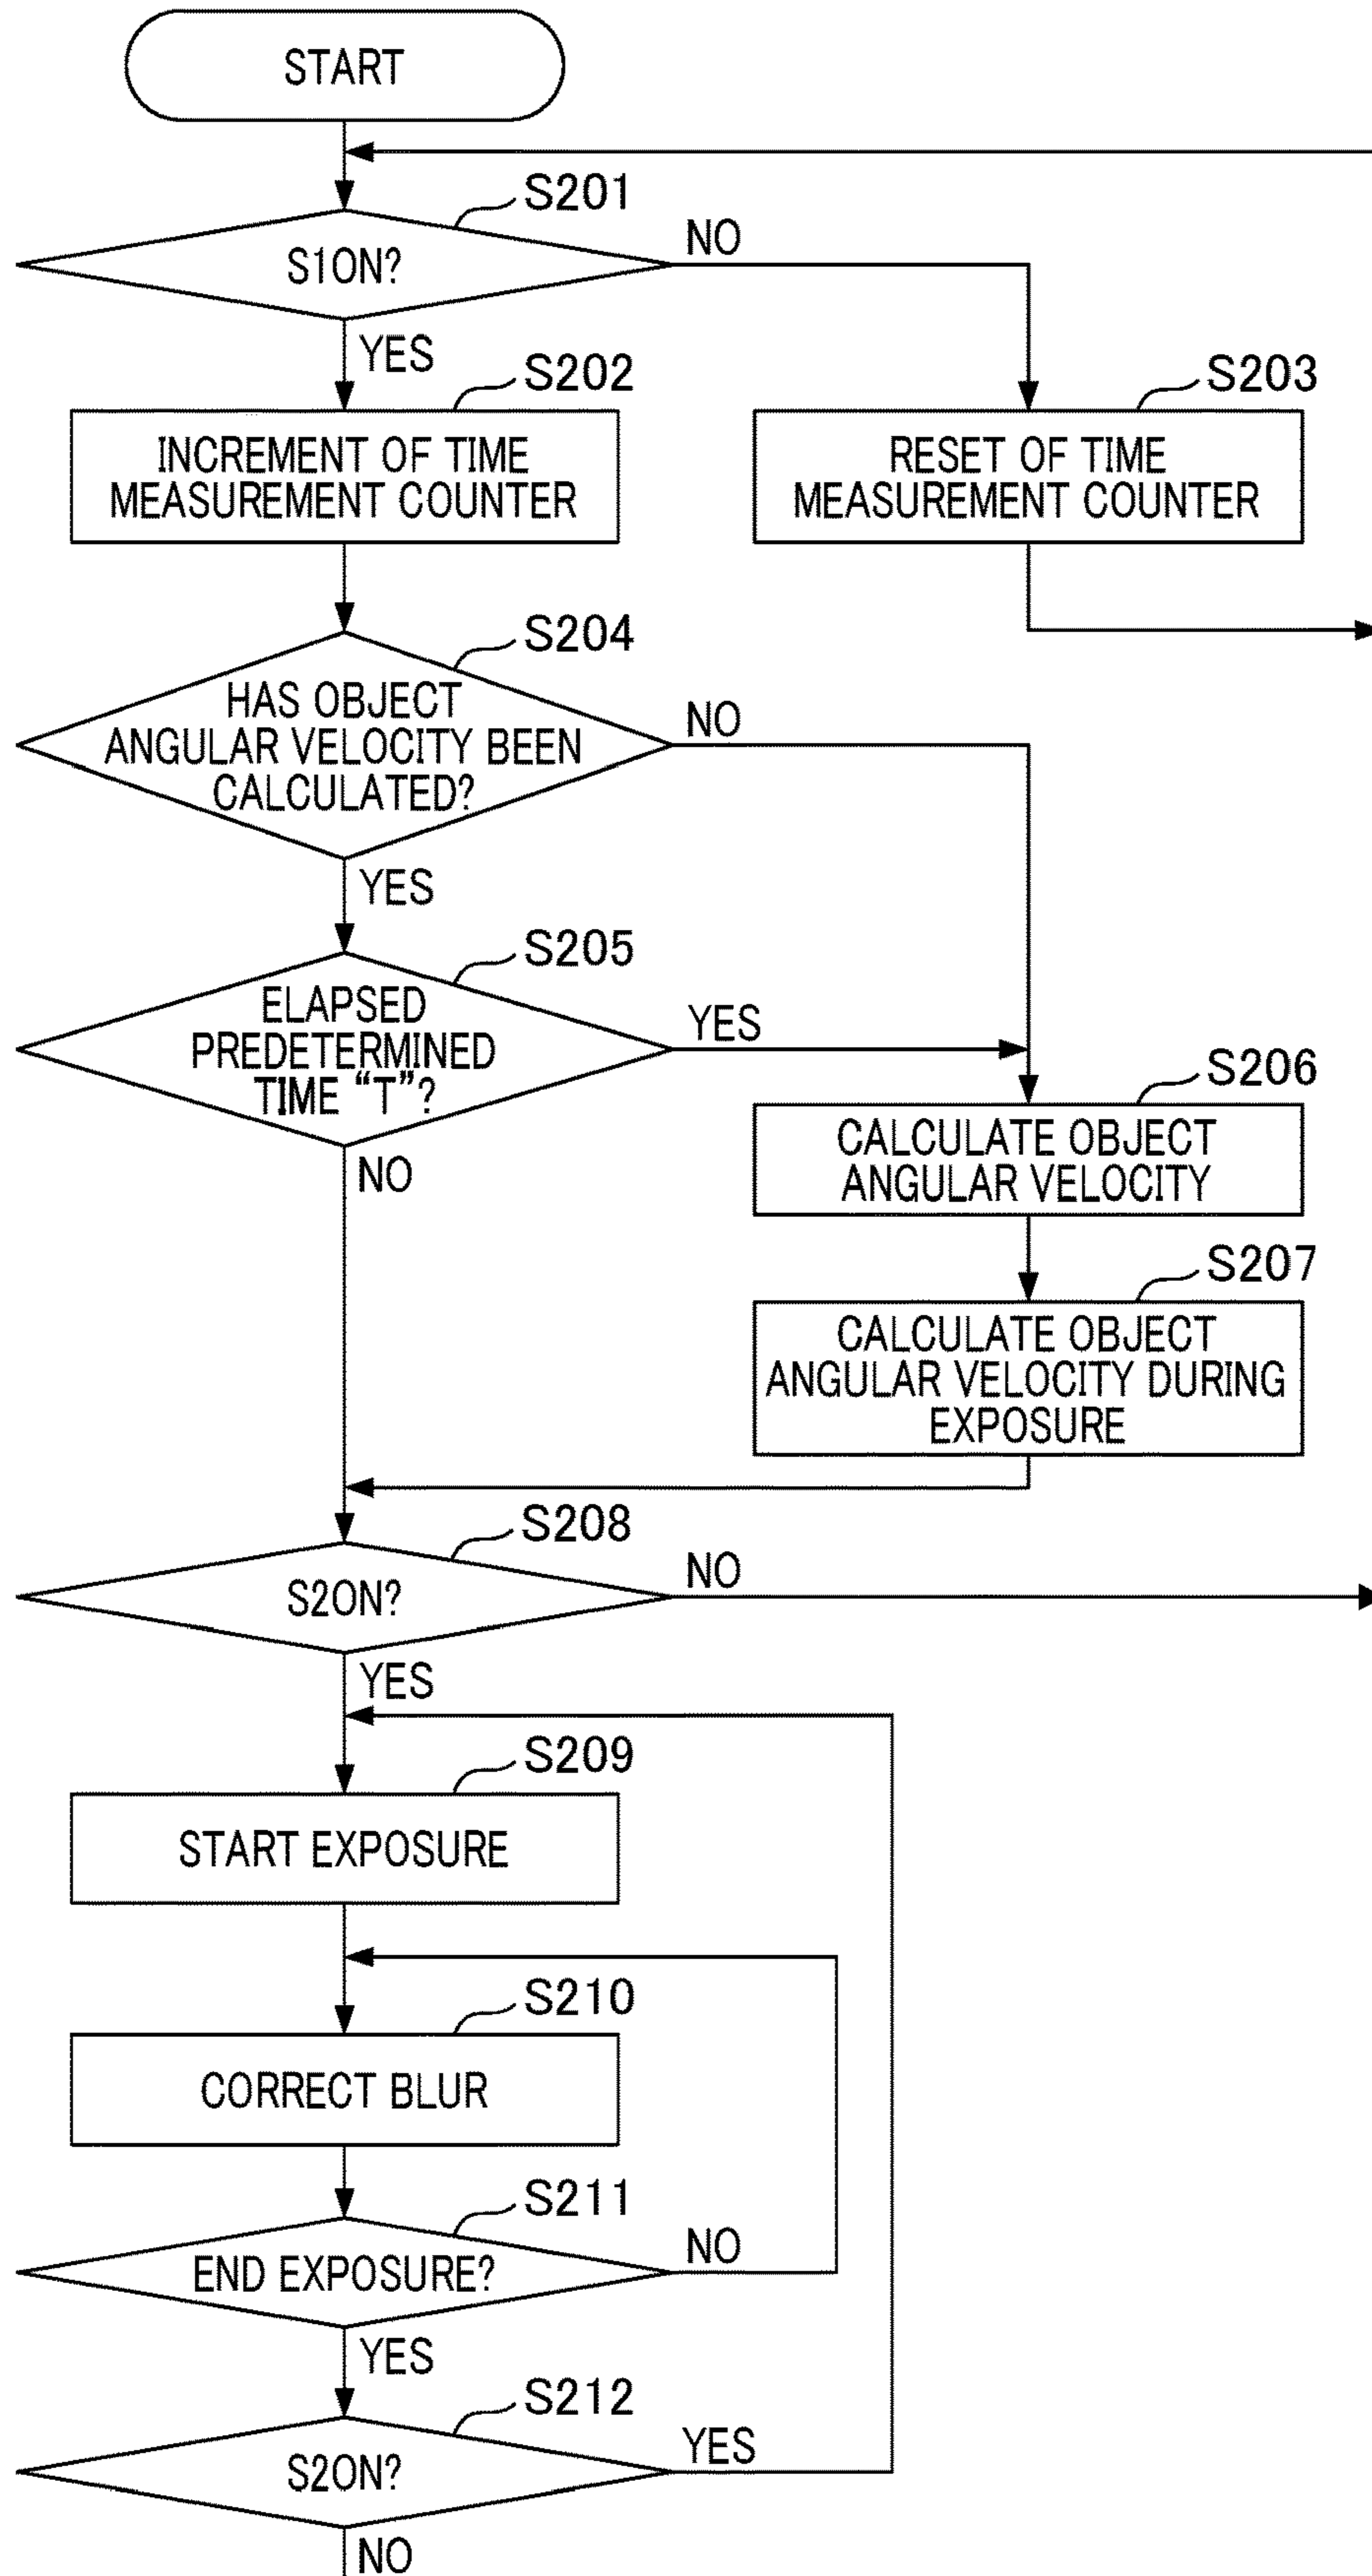 START
S201
S1ON?
NO
YES
S202
INCREMENT OF TIME
MEASUREMENT COUNTER
S203
RESET OF TIME
MEASUREMENT COUNTER
S204
HAS OBJECT
ANGULAR VELOCITY BEEN
CALCULATED?
NO
YES
S205
ELAPSED
PREDETERMINED
TIME “T”?
YES
NO
S206
CALCULATE OBJECT
ANGULAR VELOCITY
S207
CALCULATE OBJECT
ANGULAR VELOCITY DURING
EXPOSURE
S208
S2ON?
NO
YES
S209
START EXPOSURE
S210
CORRECT BLUR
S211
END EXPOSURE?
NO
YES
S212
S2ON?
YES
NO